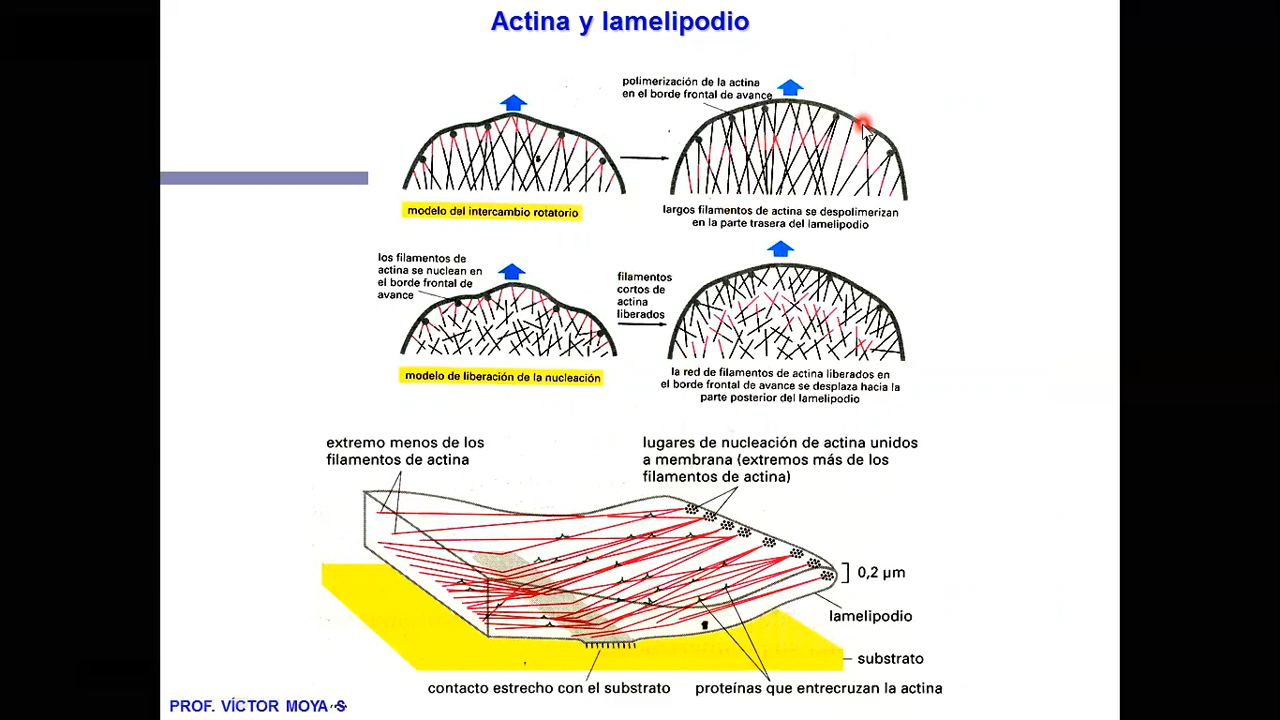 Actina y lamelipodio
polimerización de la actina
en el borde frontal de avance
modelo del intercambio rotatorio
largos filamentos de actina se despolimerizan
en la parte trasera del lamelipodio
los filamentos de
actina se nuclean en
el borde frontal de
avance
filamentos
cortos de
actina
liberados
modelo de liberación de la nucleación
la red de filamentos de actina liberados en
el borde frontal de avance se desplaza hacia la
parte posterior del lamelipodio
extremo menos de los
filamentos de actina
lugares de nucleación de actina unidos
a membrana (extremos más de los
filamentos de actina)
0,2 μm
lamelipodio
substrato
contacto estrecho con el substrato
proteínas que entrecruzan la actina
PROF. VÍCTOR MOYA S